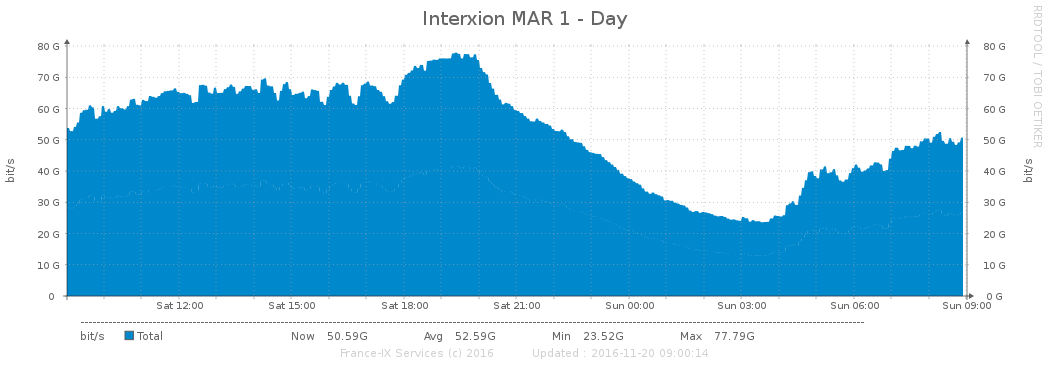 Interxion MAR 1 - Day
RRDTOOL / TOBI OETIKER
80 G 80 G
70 G 70 G
60 G 60 G
50 G 50 G
40 G 40 G
30 G 30 G
20 G 20 G
10 G 10 G
0 0 G
bit/s
bit/s
Sat 12:00 Sat 15:00 Sat 18:00 Sat 21:00 Sun 00:00 Sun 03:00 Sun 06:00 Sun 09:00
bit/s Total Now 50.59G Avg 52.59G Min 23.52G Max 77.79G
France-IX Services (c) 2016 Updated : 2016-11-20 09:00:14